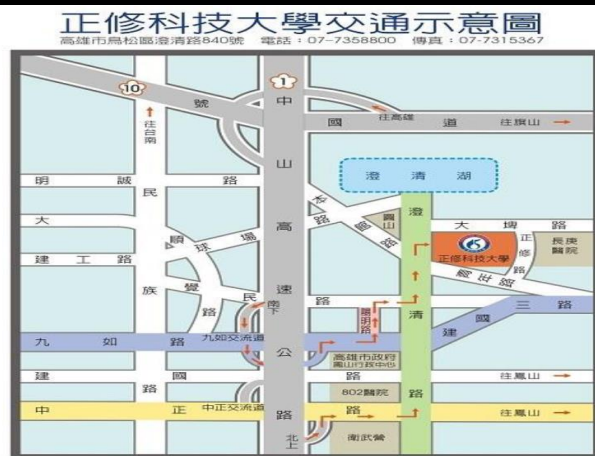 正修科技大學交通示意圖
高雄市鳥松區澄清路840號 電話：07-7358800 傳真：07-7315367
10
號
國道
往高雄
往旗山
1
中山高速公路
往台南
民族路
明誠路
大順
球場
澄清湖
本館路
圓山
大埤路
正修科技大學
正修路
長庚醫院
建工路
覺民路
南下
陽明路
澄清路
九如路
九如交流道
建國三路
高雄市政府
鳳山行政中心
建國路
往鳳山
802醫院
中正路
中正交流道
往鳳山
北上
衛武營